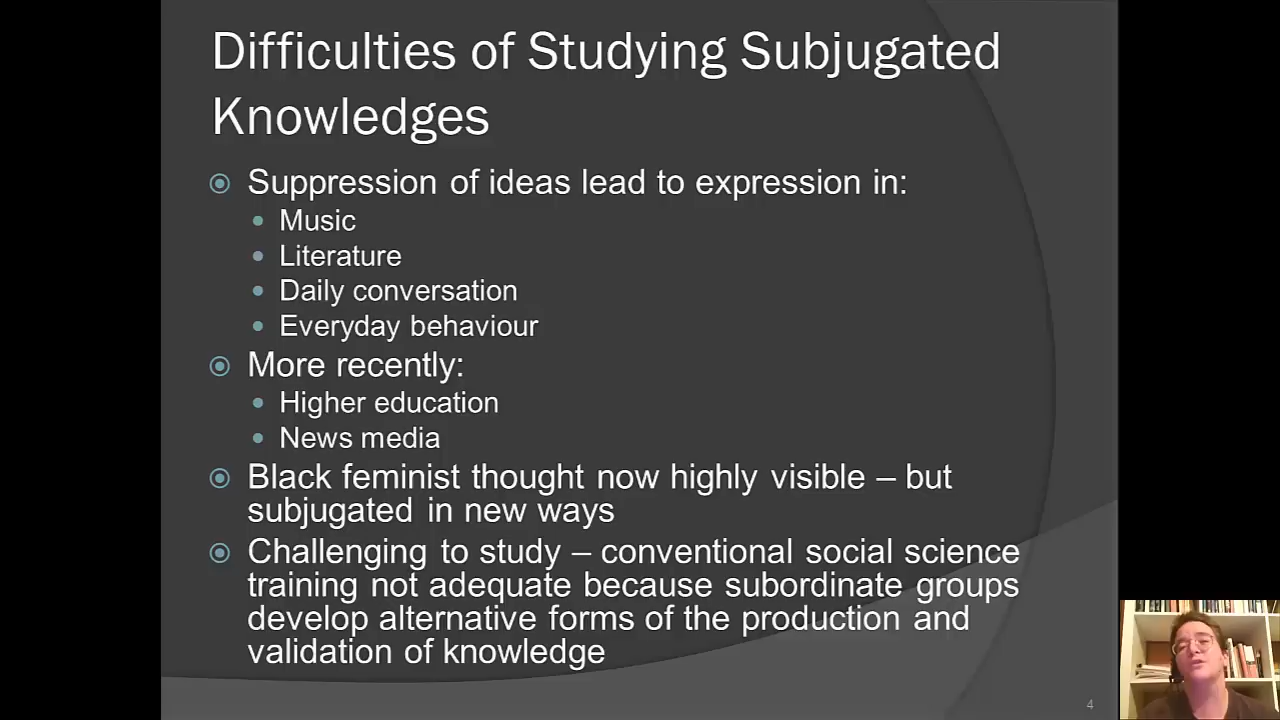 Difficulties of Studying Subjugated
Knowledges
Suppression of ideas lead to expression in:
Music
Literature
Daily conversation
Everyday behaviour
More recently:
Higher education
News media
Black feminist thought now highly visible – but
subjugated in new ways
Challenging to study – conventional social science
training not adequate because subordinate groups
develop alternative forms of the production and
validation of knowledge
4